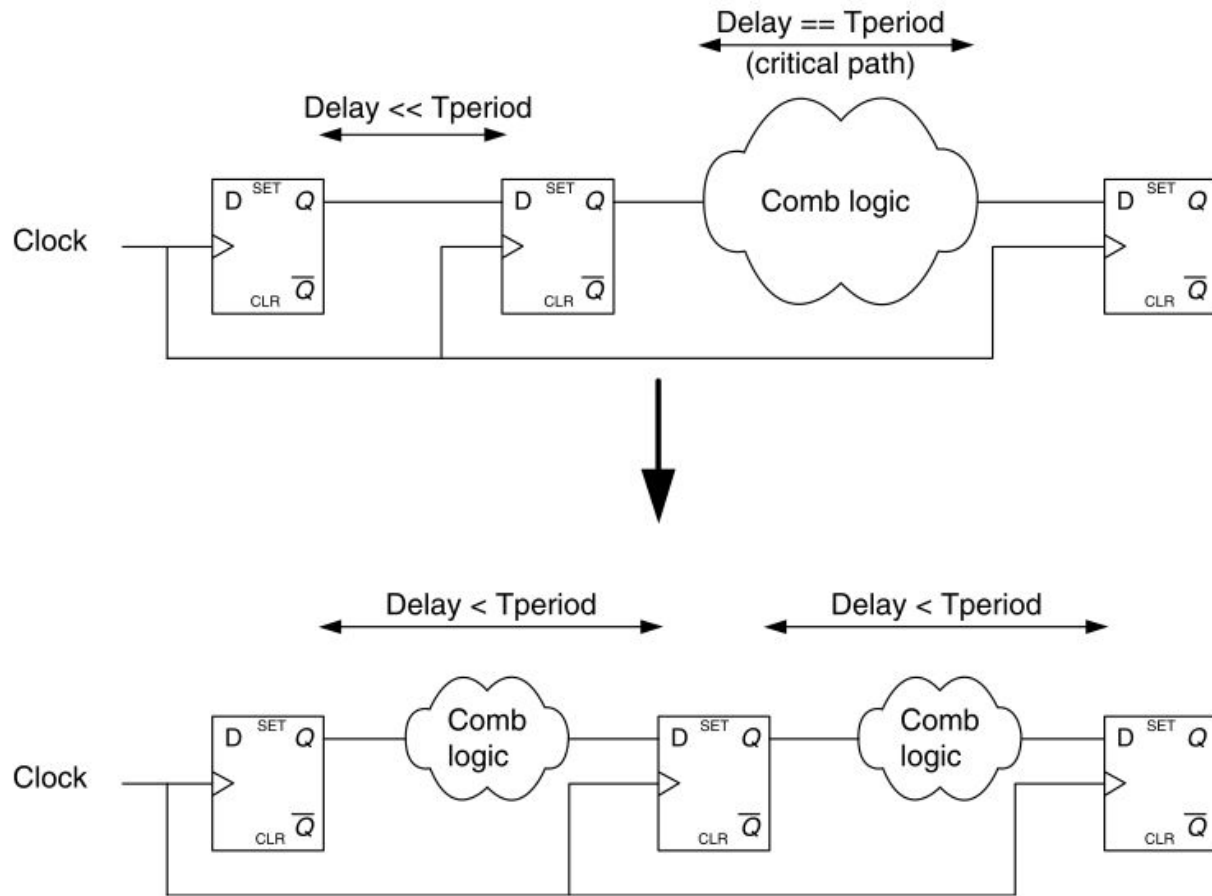 Delay == Tperiod
(critical path)
Delay << Tperiod
D SET Q
D SET Q
Comb logic
D SET Q
Clock
CLR Q̅
CLR Q̅
CLR Q̅
Delay < Tperiod
Delay < Tperiod
D SET Q
Comb
logic
D SET Q
Comb
logic
D SET Q
Clock
CLR Q̅
CLR Q̅
CLR Q̅